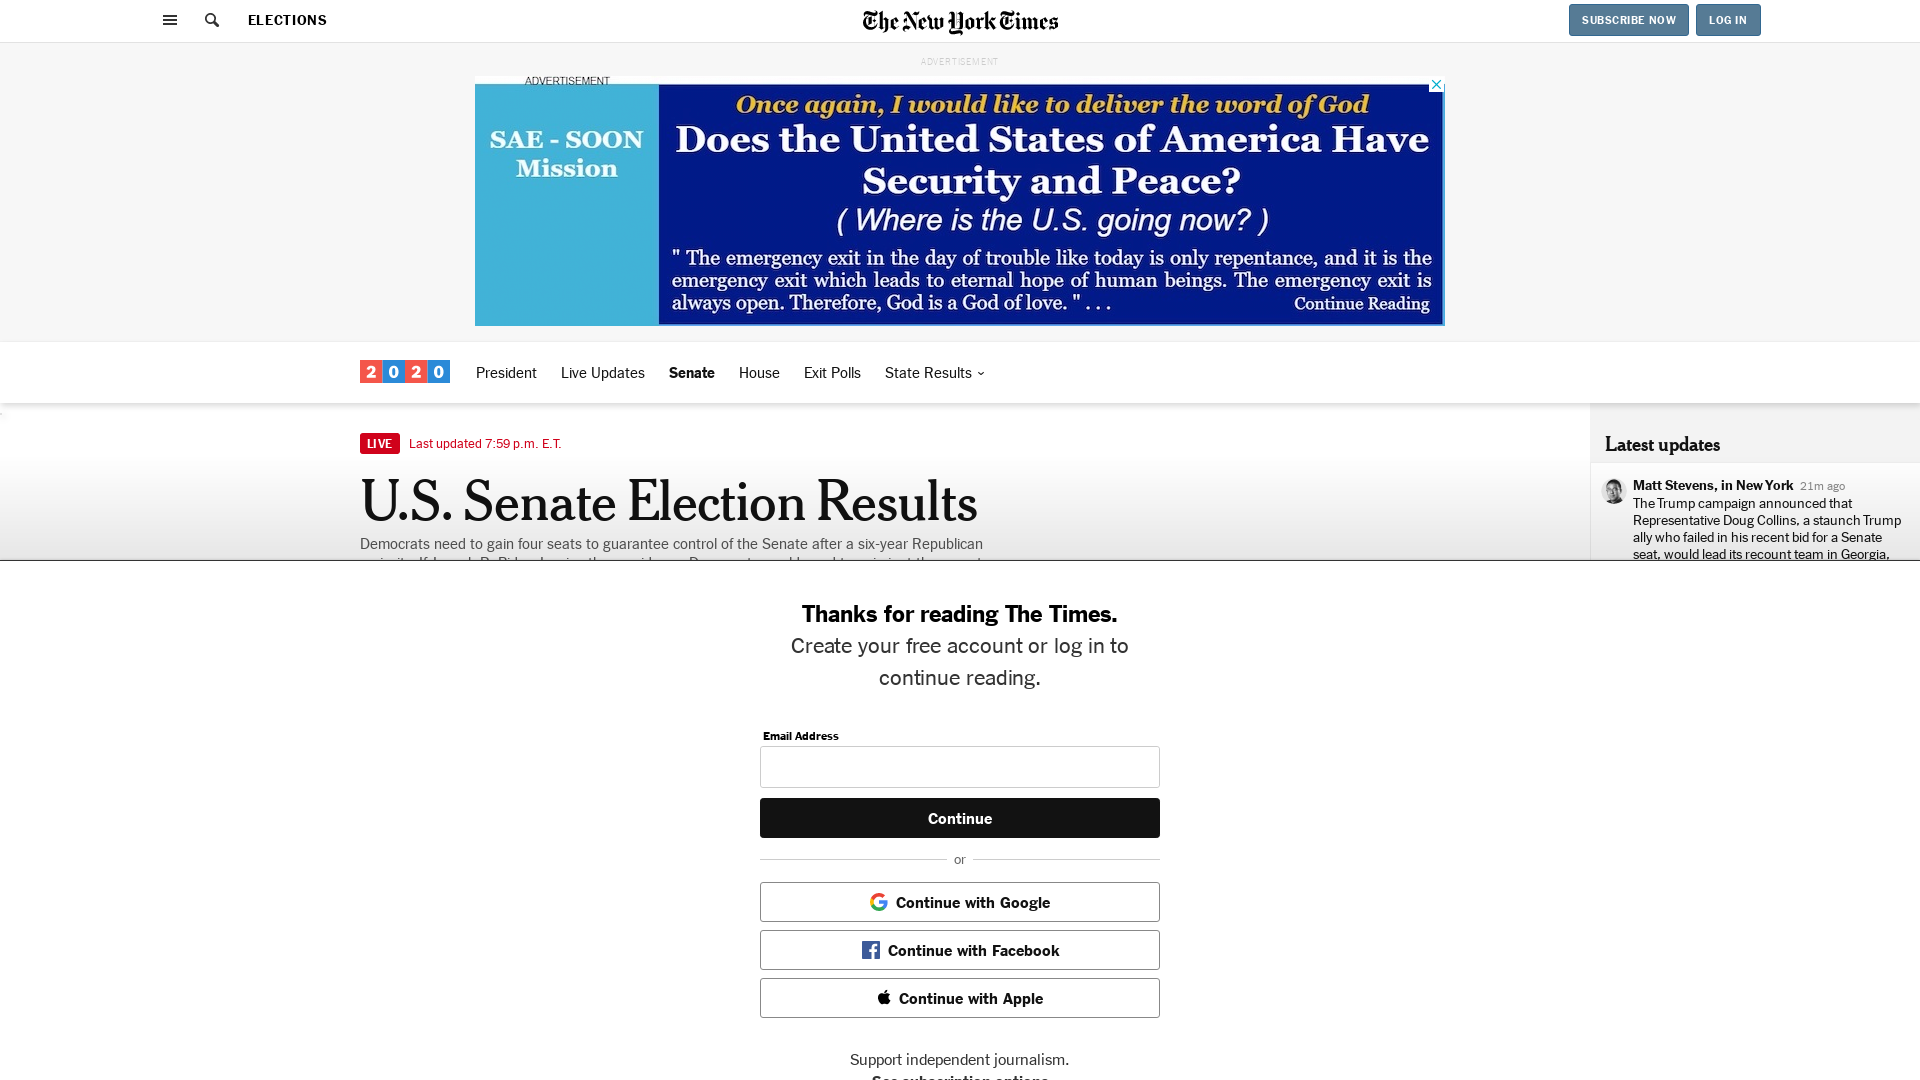 ELECTIONS
The New York Times
SUBSCRIBE NOW
LOG IN
ADVERTISEMENT
ADVERTISEMENT
SAE - SOON
Mission
Once again, I would like to deliver the word of God
Does the United States of America Have
Security and Peace?
( Where is the U.S. going now? )
" The emergency exit in the day of trouble like today is only repentance, and it is the
emergency exit which leads to eternal hope of human beings. The emergency exit is
always open. Therefore, God is a God of love. " . . .
Continue Reading
2020
President
Live Updates
Senate
House
Exit Polls
State Results
LIVE
Last updated 7:59 p.m. E.T.
U.S. Senate Election Results
Democrats need to gain four seats to guarantee control of the Senate after a six-year Republican
Latest updates
Matt Stevens, in New York 21m ago
The Trump campaign announced that
Representative Doug Collins, a staunch Trump
ally who failed in his recent bid for a Senate
seat, would lead its recount team in Georgia,
Thanks for reading The Times.
Create your free account or log in to
continue reading.
Email Address
Continue
or
Continue with Google
Continue with Facebook
Continue with Apple
Support independent journalism.
See subscription options